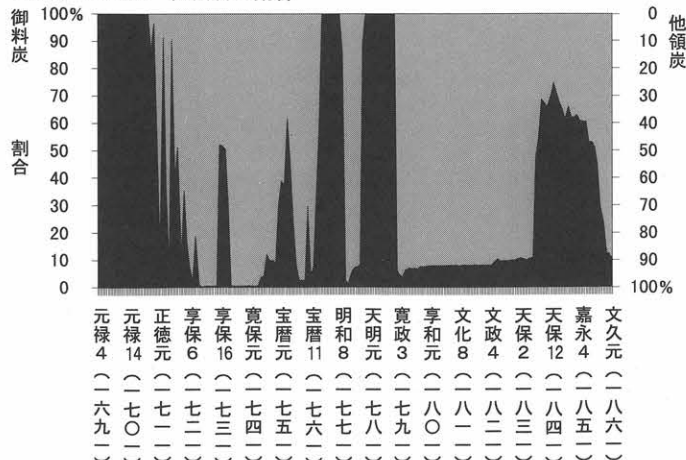 御料炭 割合
100%
90
80
70
60
50
40
30
20
10
0
他領炭
0
10
20
30
40
50
60
70
80
90
100%
元禄4（一六九一）
元禄14（一七〇一）
正徳元（一七一一）
享保6（一七二一）
享保16（一七三一）
寛保元（一七四一）
宝暦元（一七五一）
宝暦11（一七六一）
明和8（一七七一）
天明元（一七八一）
寛政3（一七九一）
享和元（一八〇一）
文化8（一八一一）
文政4（一八二一）
天保2（一八三一）
天保12（一八四一）
嘉永4（一八五一）
文久元（一八六一）